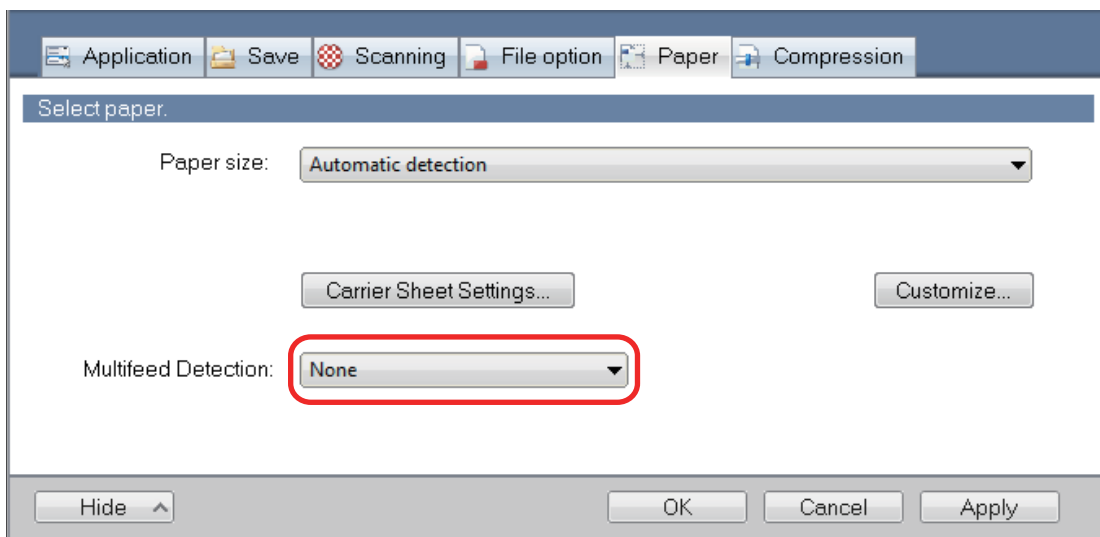 Application Save Scanning File option Paper Compression
Select paper.
Paper size: Automatic detection
Carrier Sheet Settings... Customize...
Multifeed Detection: None
Hide OK Cancel Apply